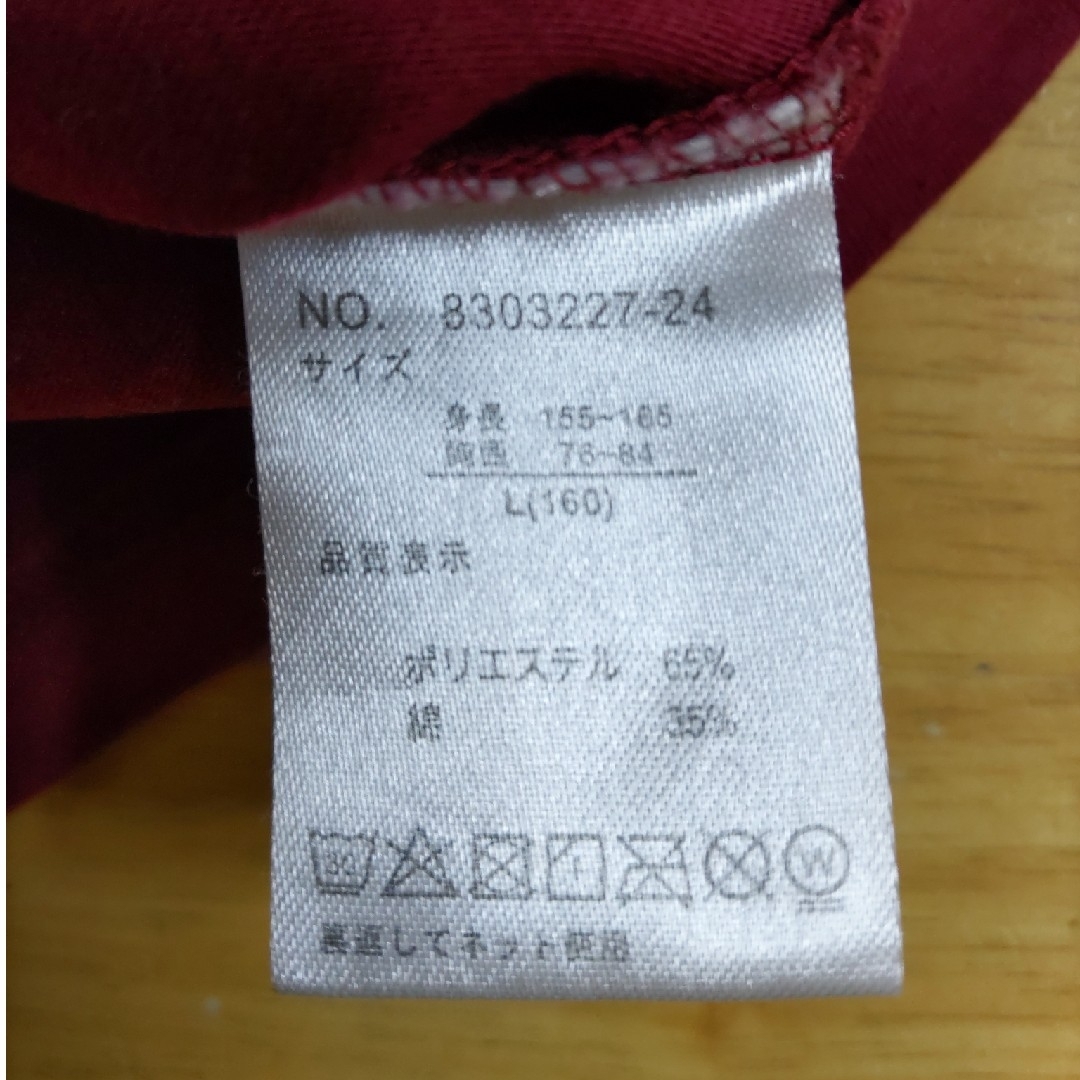 NO. 8303227-24
サイズ
身長 155~165
胸囲 76~84
L(160)
品質表示
ポリエステル 65%
綿 35%
30 W
裏返してネット使用